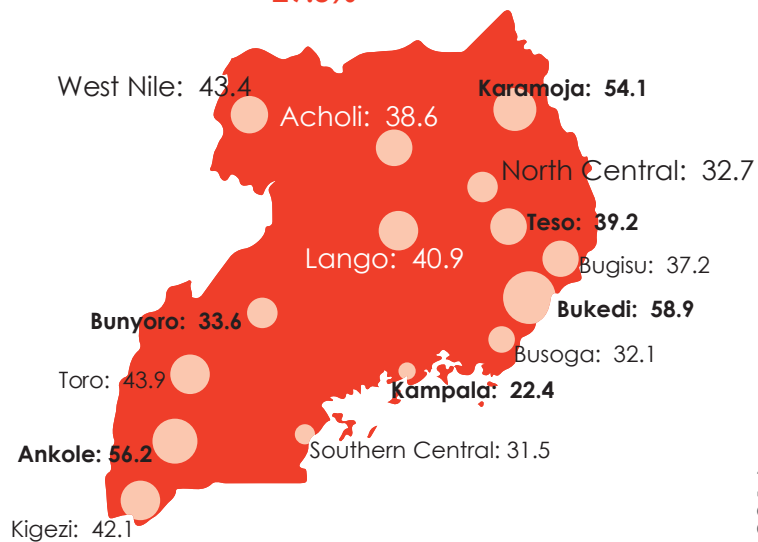 West Nile: 43.4
Karamoja: 54.1
Acholi: 38.6
North Central: 32.7
Teso: 39.2
Lango: 40.9
Bugisu: 37.2
Bukedi: 58.9
Bunyoro: 33.6
Busoga: 32.1
Toro: 43.9
Kampala: 22.4
Ankole: 56.2
Southern Central: 31.5
Kigezi: 42.1